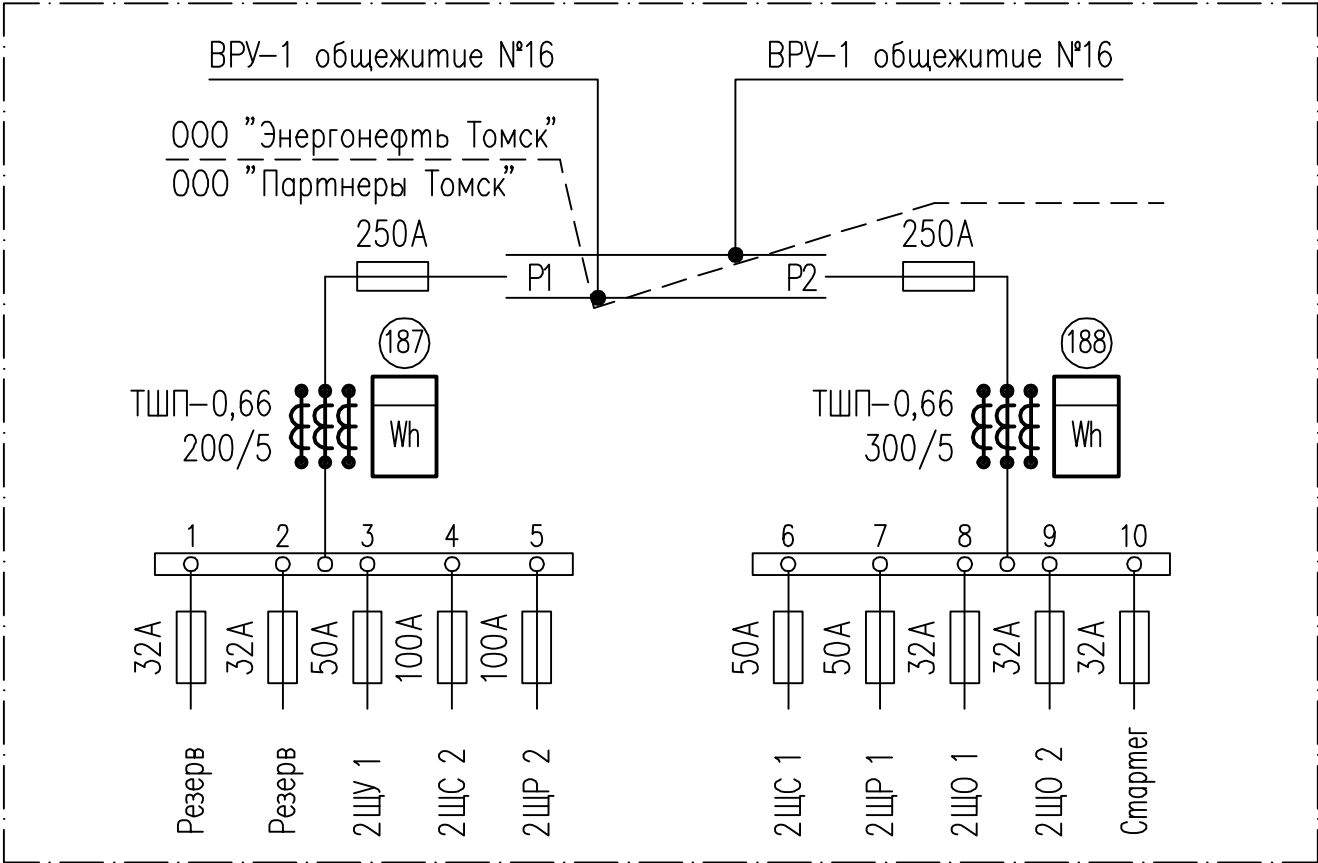 ВРУ-1 общежитие №16
ВРУ-1 общежитие №16
ООО "Энергонефть Томск"
ООО "Партнеры Томск"
250А
250А
Р1
Р2
187
188
ТШП-0,66
200/5
Wh
ТШП-0,66
300/5
Wh
1
2
3
4
5
6
7
8
9
10
32А
32А
50А
100А
100А
50А
50А
32А
32А
32А
Резерв
Резерв
2ЩУ 1
2ЩС 2
2ЩР 2
2ЩС 1
2ЩР 1
2ЩО 1
2ЩО 2
Стартег